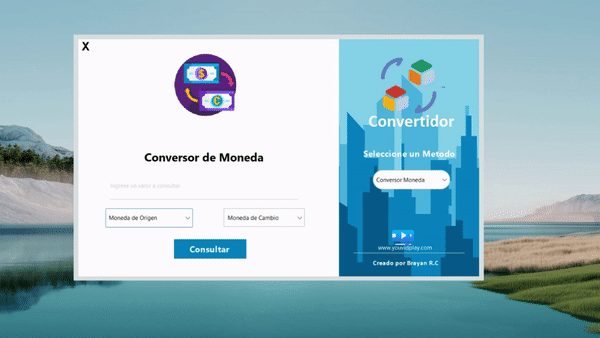 X
Conversor de Moneda
Ingrese un valor a consultar
Moneda de Origen
Moneda de Cambio
Consultar
Convertidor
Seleccione un Metodo
Conversor Moneda
www.youvidplay.com
Creado por Brayan R.C